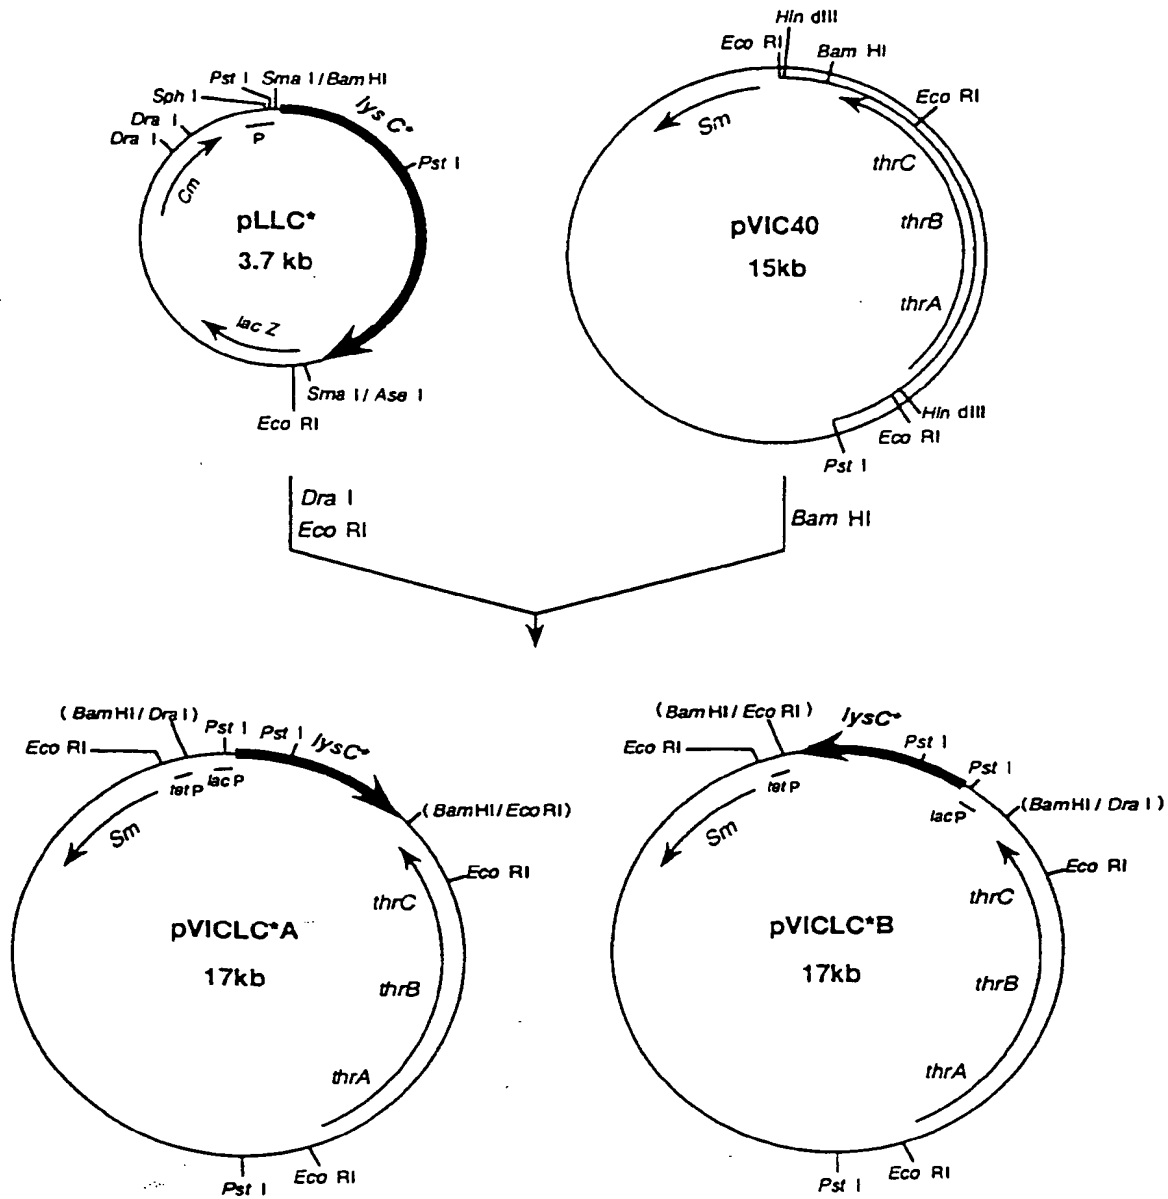 Hin dIII
Eco RI
Bam HI
Eco RI
Sm
thrC
thrB
thrA
pVIC40
15kb
Hin dIII
Eco RI
Pst I
Pst I
Sma I/Bam HI
Sph I
Dra I
Dra I
P
lys C*
Pst I
Cm
pLLC*
3.7 kb
lac Z
Sma I / Ase I
Eco RI
Dra I
Eco RI
Bam HI
(BamHI/DraI)
Pst I
Pst I
lysC*
Eco RI
tetP
lacP
(BamHI/EcoRI)
Sm
Eco RI
thrC
pVICLC*A
17kb
thrB
thrA
Eco RI
Pst I
(BamHI/Eco RI)
lysC*
Pst I
Eco RI
Pst I
tetP
lacP
(BamHI / Dra I)
Sm
Eco RI
thrC
pVICLC*B
17kb
thrB
thrA
Eco RI
Pst I